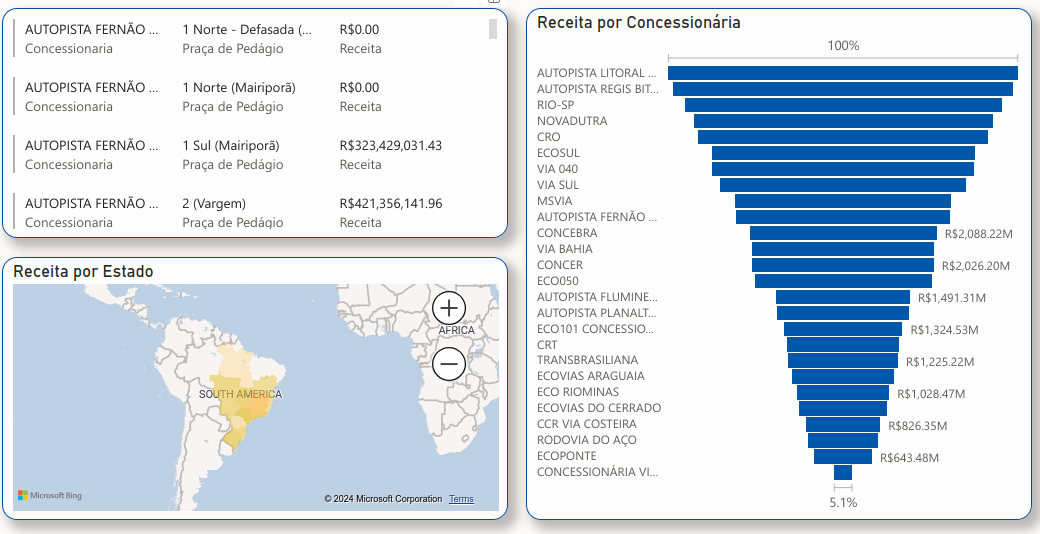 AUTOPISTA FERNÃO ... 1 Norte - Defasada (... R$0.00
Concessionaria Praça de Pedágio Receita
AUTOPISTA FERNÃO ... 1 Norte (Mairiporã) R$0.00
Concessionaria Praça de Pedágio Receita
AUTOPISTA FERNÃO ... 1 Sul (Mairiporã) R$323,429,031.43
Concessionaria Praça de Pedágio Receita
AUTOPISTA FERNÃO ... 2 (Vargem) R$421,356,141.96
Concessionaria Praça de Pedágio Receita
Receita por Estado
AFRICA
SOUTH AMERICA
Microsoft Bing
© 2024 Microsoft Corporation Terms
Receita por Concessionária
100%
AUTOPISTA LITORAL ...
AUTOPISTA REGIS BIT...
RIO-SP
NOVADUTRA
CRO
ECOSUL
VIA 040
VIA SUL
MSVIA
AUTOPISTA FERNÃO ...
CONCEBRA R$2,088.22M
VIA BAHIA
CONCER R$2,026.20M
ECO050
AUTOPISTA FLUMINE... R$1,491.31M
AUTOPISTA PLANALT...
ECO101 CONCESSIO... R$1,324.53M
CRT
TRANSBRASILIANA R$1,225.22M
ECOVIAS ARAGUAIA
ECO RIOMINAS R$1,028.47M
ECOVIAS DO CERRADO
CCR VIA COSTEIRA R$826.35M
RODOVIA DO AÇO
ECOPONTE R$643.48M
CONCESSIONÁRIA VI...
5.1%